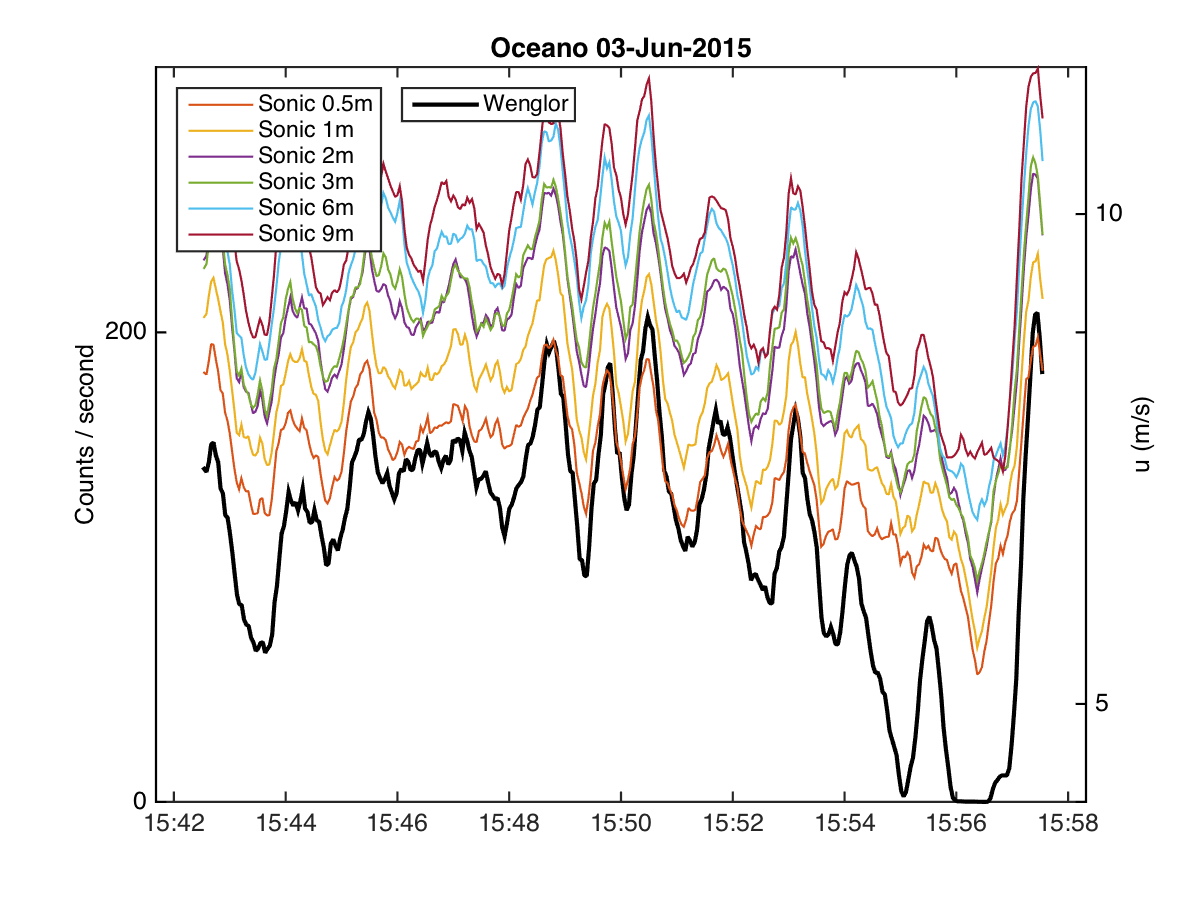 Oceano 03-Jun-2015
Sonic 0.5m
Sonic 1m
Sonic 2m
Sonic 3m
Sonic 6m
Sonic 9m
Wenglor
Counts / second
200
0
10
5
u (m/s)
15:42 15:44 15:46 15:48 15:50 15:52 15:54 15:56 15:58